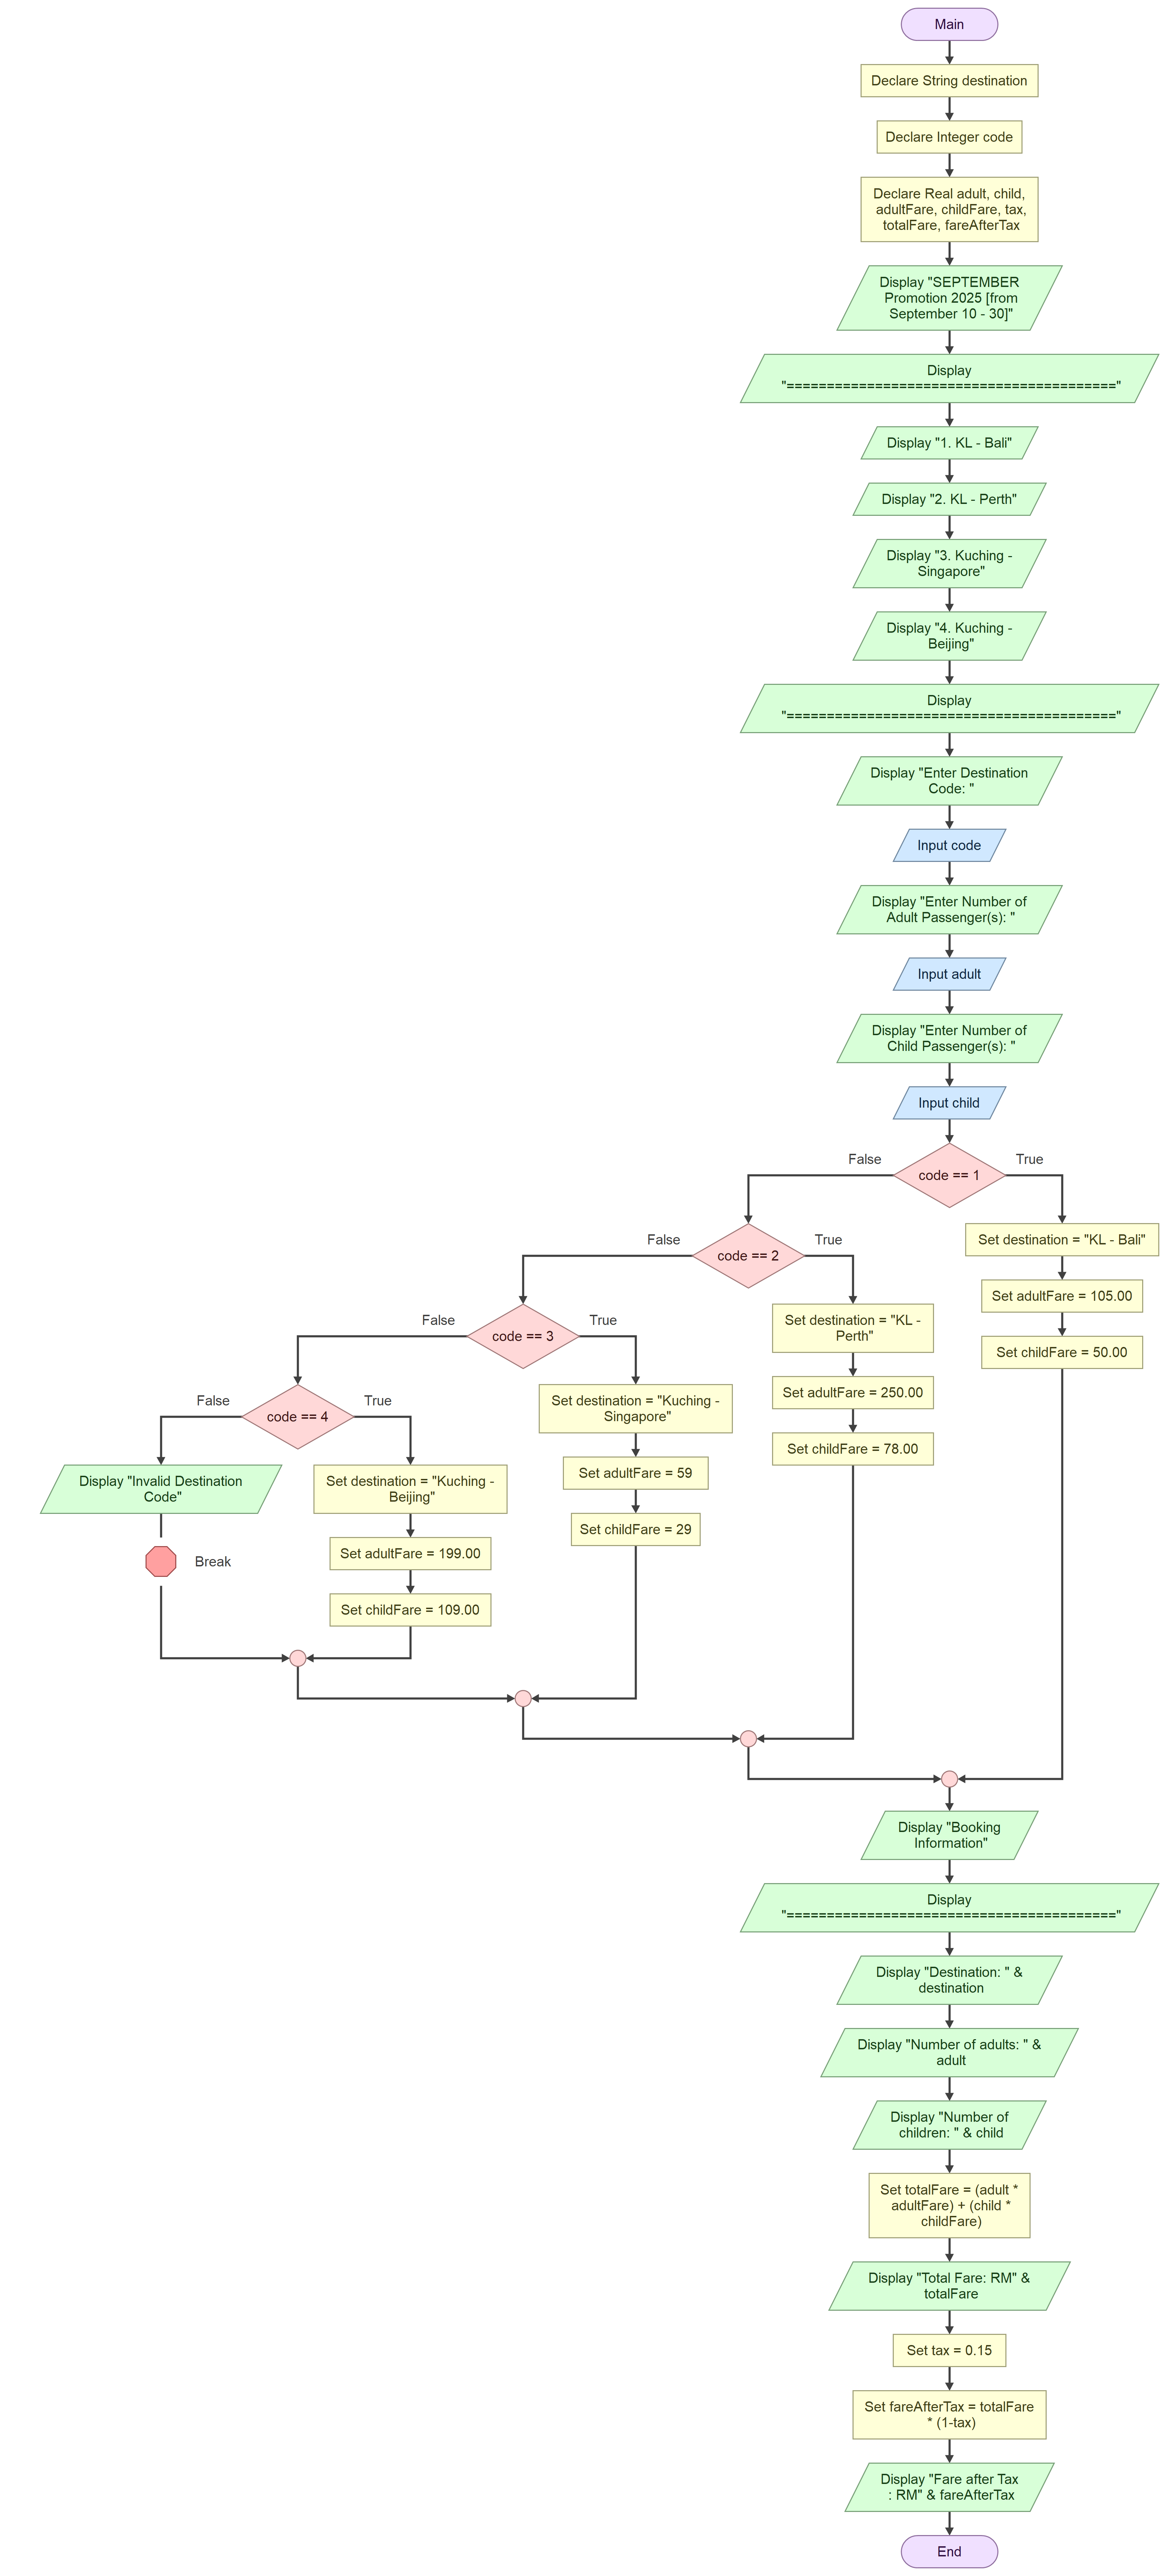 Main
Declare String destination
Declare Integer code
Declare Real adult, child,
adultFare, childFare, tax,
totalFare, fareAfterTax
Display "SEPTEMBER
Promotion 2025 [from
September 10 - 30]"
Display
"========================================="
Display "1. KL - Bali"
Display "2. KL - Perth"
Display "3. Kuching -
Singapore"
Display "4. Kuching -
Beijing"
Display
"========================================="
Display "Enter Destination
Code: "
Input code
Display "Enter Number of
Adult Passenger(s): "
Input adult
Display "Enter Number of
Child Passenger(s): "
Input child
False
code == 1
True
Set destination = "KL - Bali"
Set adultFare = 105.00
Set childFare = 50.00
False
code == 2
True
Set destination = "KL -
Perth"
Set adultFare = 250.00
Set childFare = 78.00
False
code == 3
True
Set destination = "Kuching -
Singapore"
Set adultFare = 59
Set childFare = 29
False
code == 4
True
Set destination = "Kuching -
Beijing"
Set adultFare = 199.00
Set childFare = 109.00
Display "Invalid Destination
Code"
Break
Display "Booking
Information"
Display
"========================================="
Display "Destination: " &
destination
Display "Number of adults: " &
adult
Display "Number of
children: " & child
Set totalFare = (adult *
adultFare) + (child *
childFare)
Display "Total Fare: RM" &
totalFare
Set tax = 0.15
Set fareAfterTax = totalFare
* (1-tax)
Display "Fare after Tax
: RM" & fareAfterTax
End